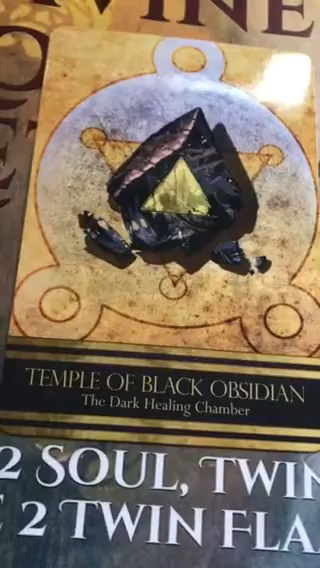 VINE
TEMPLE OF BLACK OBSIDIAN
The Dark Healing Chamber
2 SOUL, TWIN
2 TWIN FLA